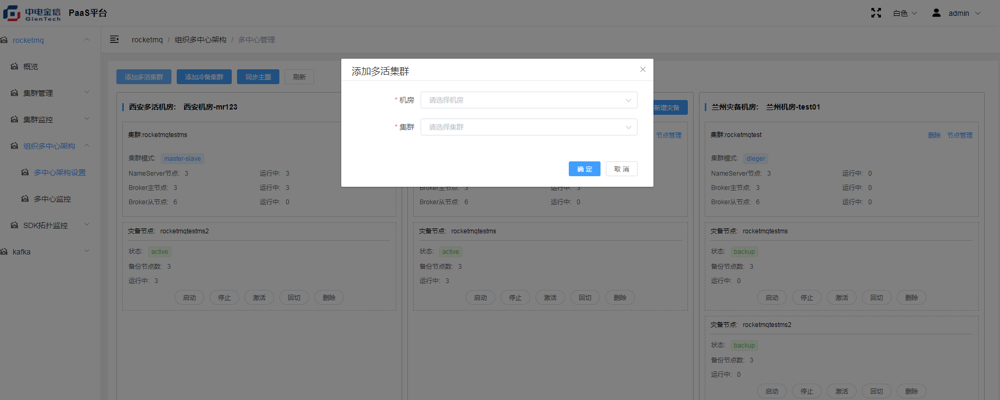 中电金信
GienTech
PaaS平台
白色
admin
rocketmq
概览
集群管理
集群监控
组织多中心架构
多中心架构设置
多中心监控
SDK拓扑监控
kafka
rocketmq / 组织多中心架构 / 多中心管理
添加多活集群 添加冷备集群 同步主题 刷新
添加多活集群
* 机房 请选择机房
* 集群 请选择集群
确 定 取 消
西安多活机房: 西安机房-mr123
集群:rocketmqtestms
集群模式: master-slave
NameServer节点: 3 运行中: 3
Broker主节点: 3 运行中: 3
Broker从节点: 6 运行中: 0
灾备节点: rocketmqtestms2
状态: active
备份节点数: 3
运行中: 3
启动 停止 激活 回切 删除
新增灾备
节点管理
Broker主节点: 3 运行中: 3
Broker从节点: 6 运行中: 0
灾备节点: rocketmqtestms
状态: active
备份节点数: 3
运行中: 3
启动 停止 激活 回切 删除
兰州灾备机房: 兰州机房-test01
集群:rocketmqtest 删除 节点管理
集群模式: dleger
NameServer节点: 3 运行中: 0
Broker主节点: 3 运行中: 0
Broker从节点: 6 运行中: 0
灾备节点: rocketmqtestms
状态: backup
备份节点数: 3
运行中: 0
启动 停止 激活 回切 删除
灾备节点: rocketmqtestms2
状态: backup
备份节点数: 3
运行中: 0
启动 停止 激活 回切 删除